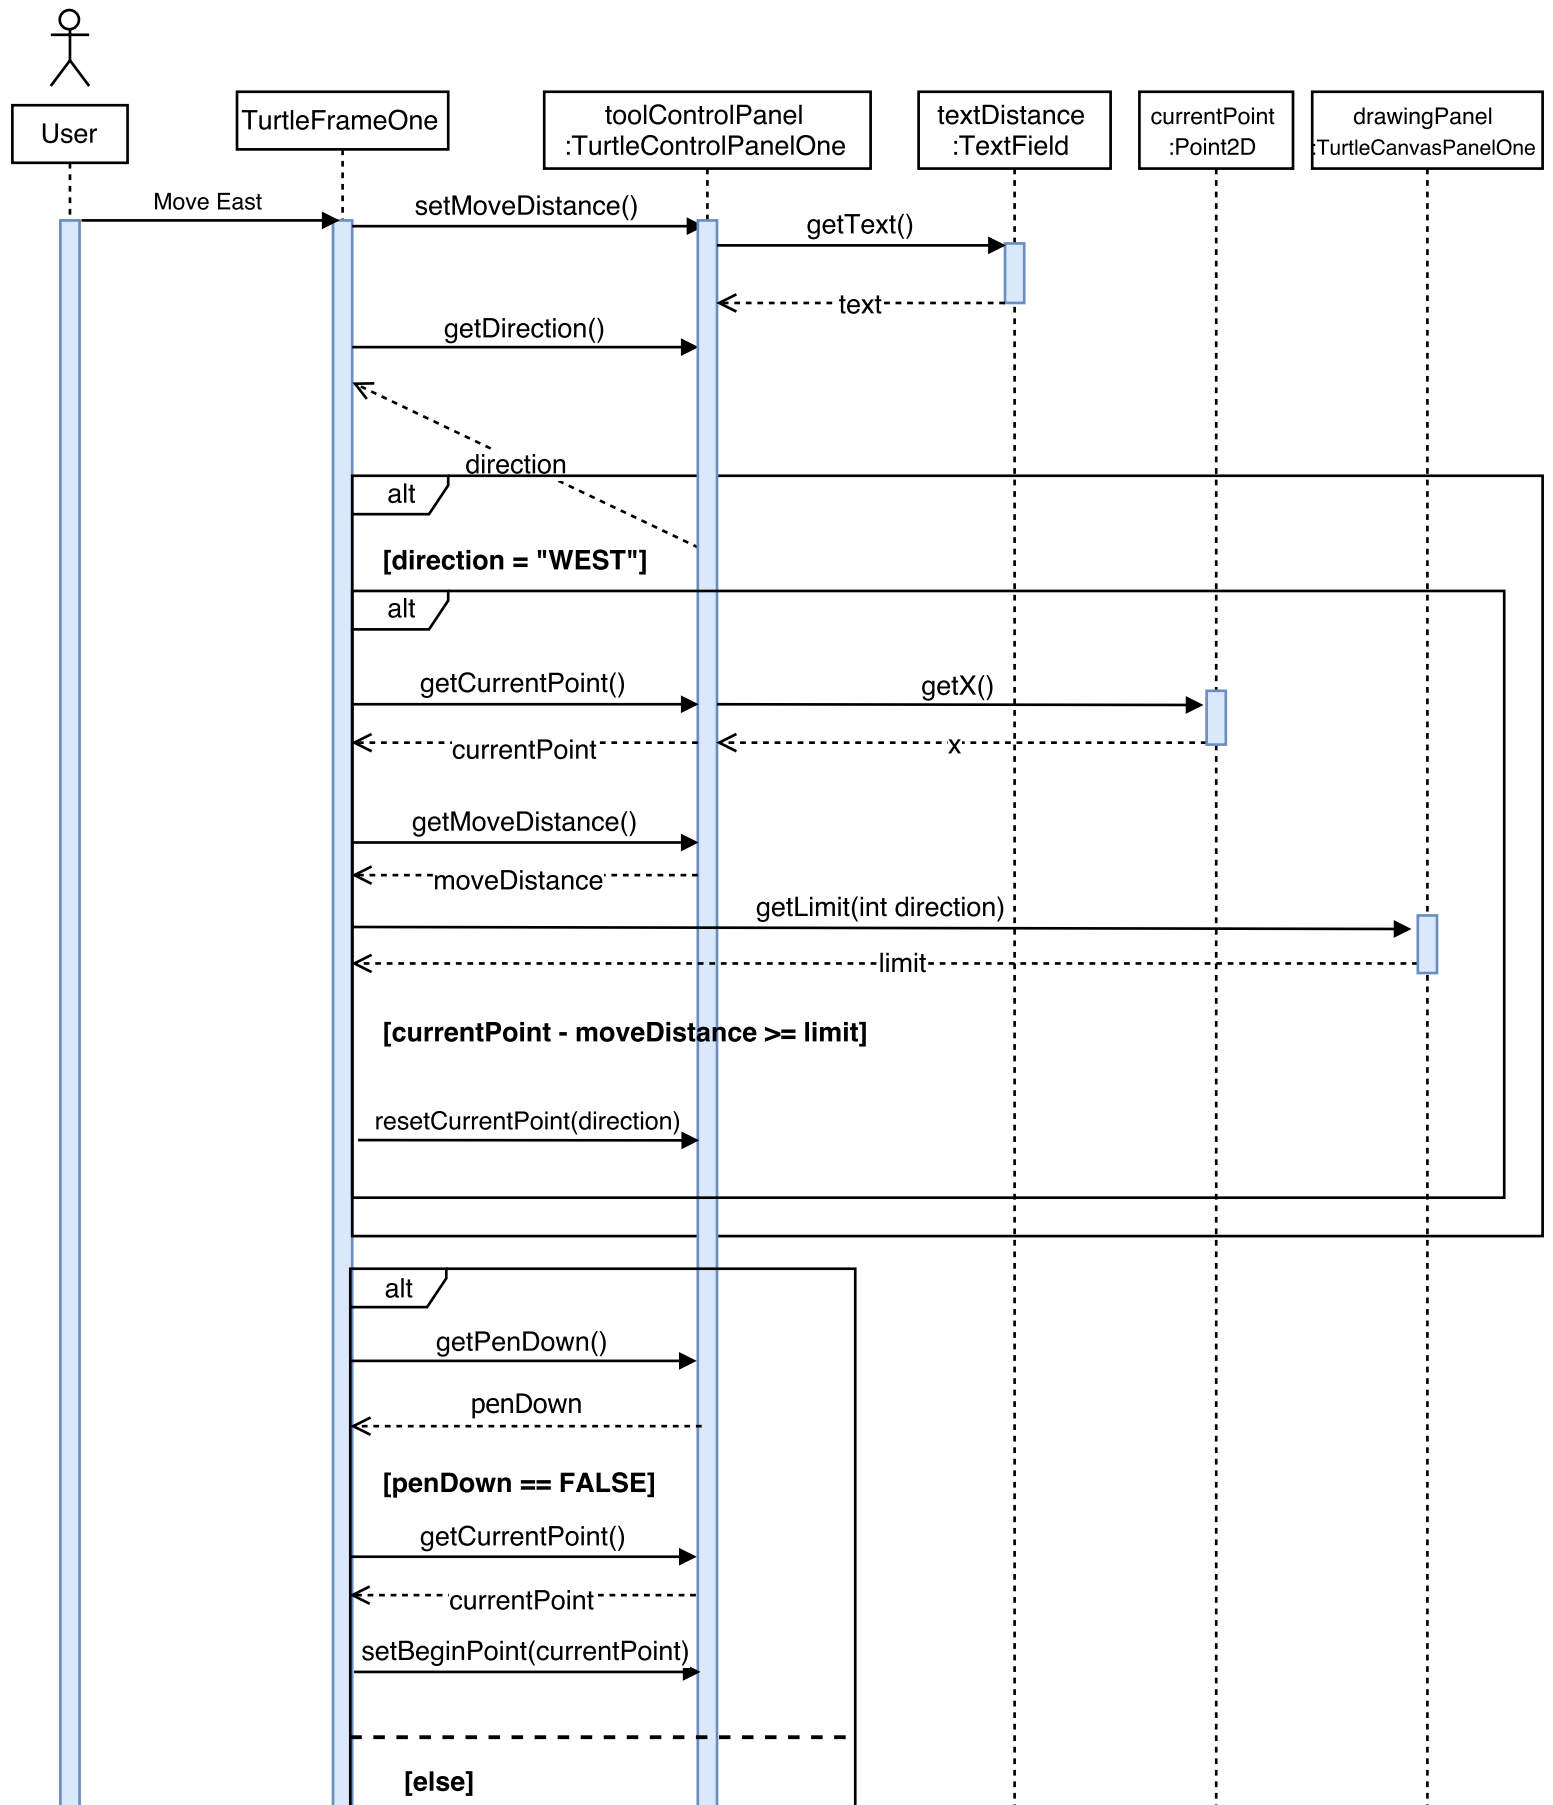 User
TurtleFrameOne
toolControlPanel
:TurtleControlPanelOne
textDistance
:TextField
currentPoint
:Point2D
drawingPanel
:TurtleCanvasPanelOne
Move East
setMoveDistance()
getText()
text
getDirection()
direction
alt
[direction = "WEST"]
alt
getCurrentPoint()
getX()
currentPoint
x
getMoveDistance()
moveDistance
getLimit(int direction)
limit
[currentPoint - moveDistance >= limit]
resetCurrentPoint(direction)
alt
getPenDown()
penDown
[penDown == FALSE]
getCurrentPoint()
currentPoint
setBeginPoint(currentPoint)
[else]